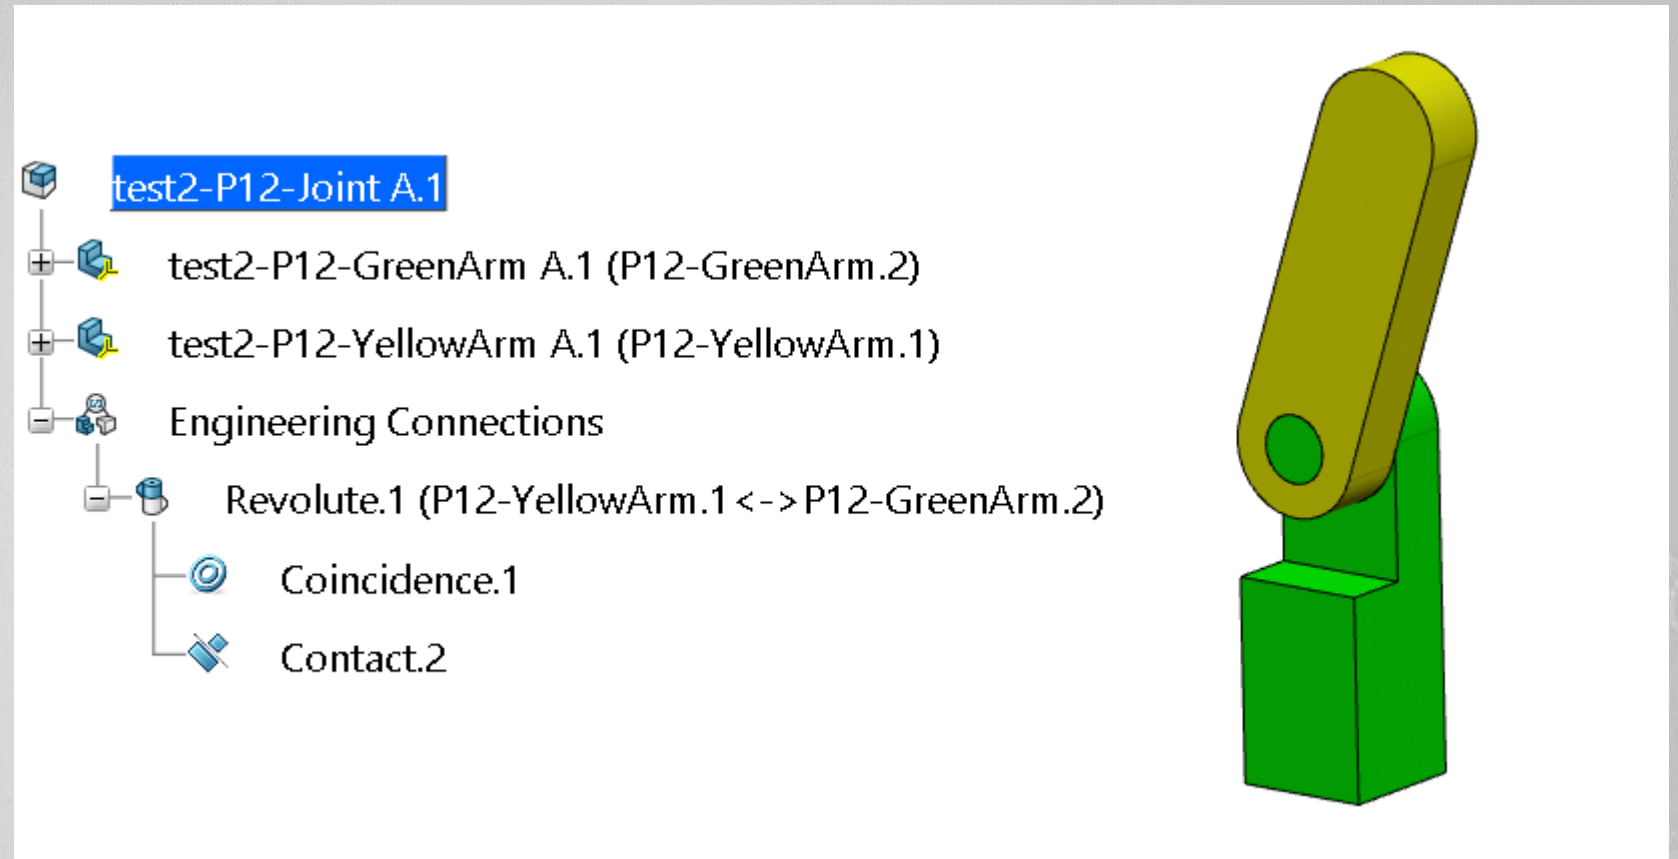 test2-P12-Joint A.1
test2-P12-GreenArm A.1 (P12-GreenArm.2)
test2-P12-YellowArm A.1 (P12-YellowArm.1)
Engineering Connections
Revolute.1 (P12-YellowArm.1<->P12-GreenArm.2)
Coincidence.1
Contact.2